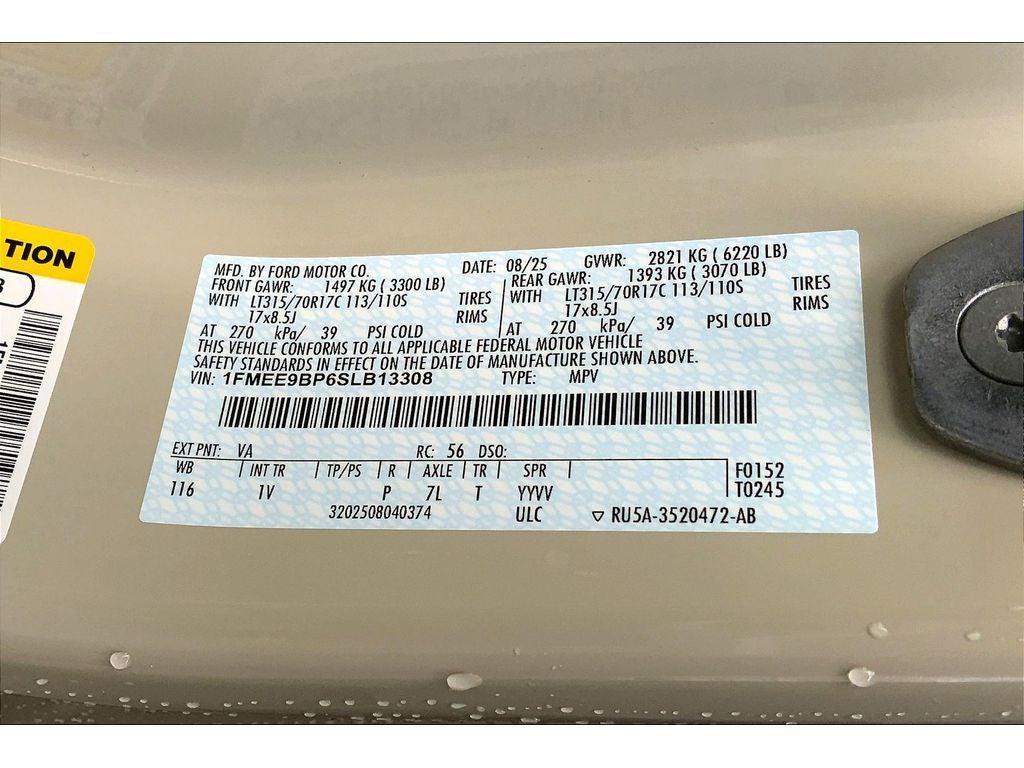 TION
MFD. BY FORD MOTOR CO. DATE: 08/25 GVWR: 2821 KG ( 6220 LB)
FRONT GAWR: 1497 KG ( 3300 LB) REAR GAWR: 1393 KG ( 3070 LB)
WITH LT315/70R17C 113/110S TIRES WITH LT315/70R17C 113/110S TIRES
17x8.5J RIMS 17x8.5J RIMS
AT 270 kPa/ 39 PSI COLD AT 270 kPa/ 39 PSI COLD
THIS VEHICLE CONFORMS TO ALL APPLICABLE FEDERAL MOTOR VEHICLE
SAFETY STANDARDS IN EFFECT ON THE DATE OF MANUFACTURE SHOWN ABOVE.
VIN: 1FMEE9BP6SLB13308 TYPE: MPV
EXT PNT: VA RC: 56 DSO:
WB INT TR TP/PS R AXLE TR SPR F0152
116 1V P 7L T YYVV T0245
3202508040374 ULC ▽ RU5A-3520472-AB